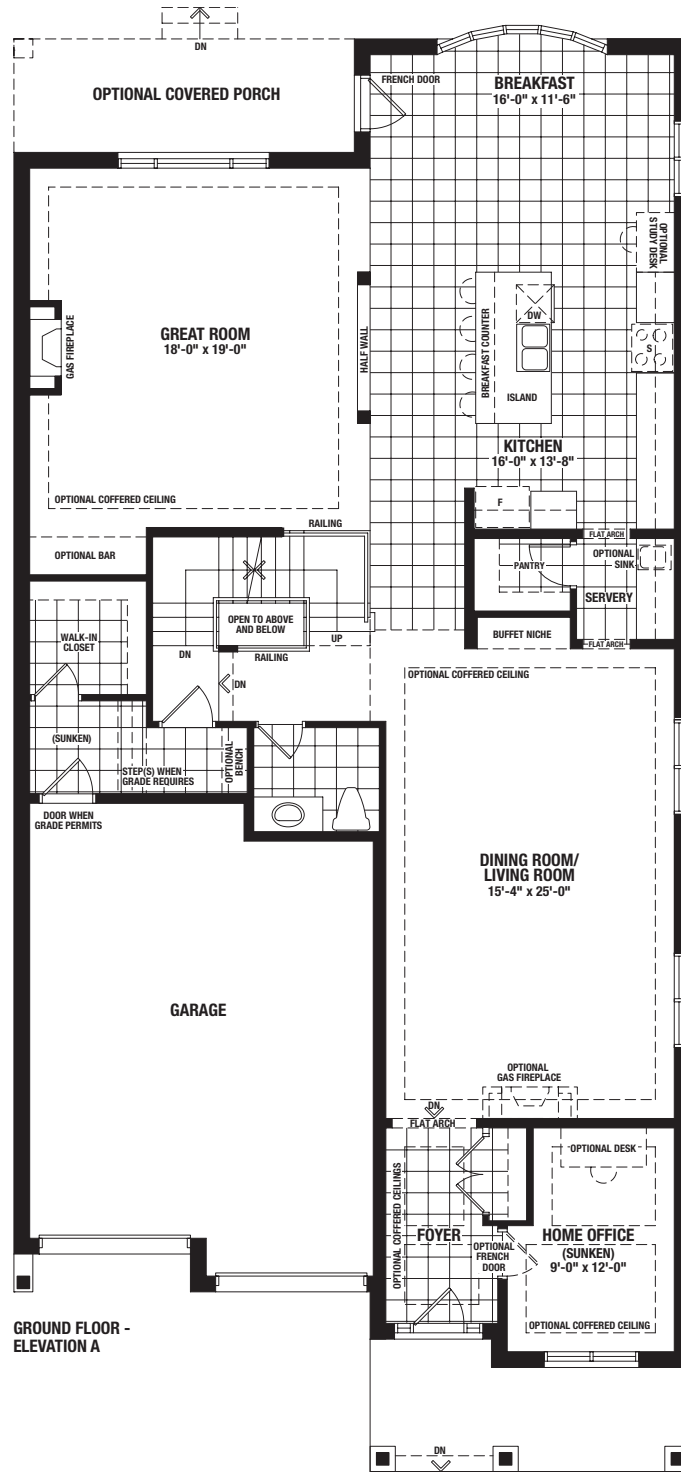 DN
OPTIONAL COVERED PORCH
FRENCH DOOR
BREAKFAST
16'-0" x 11'-6"
OPTIONAL
STUDY DESK
GREAT ROOM
18'-0" x 19'-0"
GAS FIREPLACE
HALF WALL
BREAKFAST COUNTER
DW
S
ISLAND
KITCHEN
16'-0" x 13'-8"
OPTIONAL COFFERED CEILING
F
RAILING
FLAT ARCH
OPTIONAL BAR
PANTRY
OPTIONAL
SINK
SERVERY
OPEN TO ABOVE
AND BELOW
WALK-IN
CLOSET
UP
BUFFET NICHE
FLAT ARCH
DN
RAILING
OPTIONAL COFFERED CEILING
DN
(SUNKEN)
STEP(S) WHEN
GRADE REQUIRES
OPTIONAL
BENCH
DOOR WHEN
GRADE PERMITS
DINING ROOM/
LIVING ROOM
15'-4" x 25'-0"
GARAGE
OPTIONAL
GAS FIREPLACE
DN
FLAT ARCH
OPTIONAL COFFERED CEILINGS
OPTIONAL DESK
FOYER
OPTIONAL
FRENCH
DOOR
HOME OFFICE
(SUNKEN)
9'-0" x 12'-0"
OPTIONAL COFFERED CEILING
GROUND FLOOR -
ELEVATION A
DN